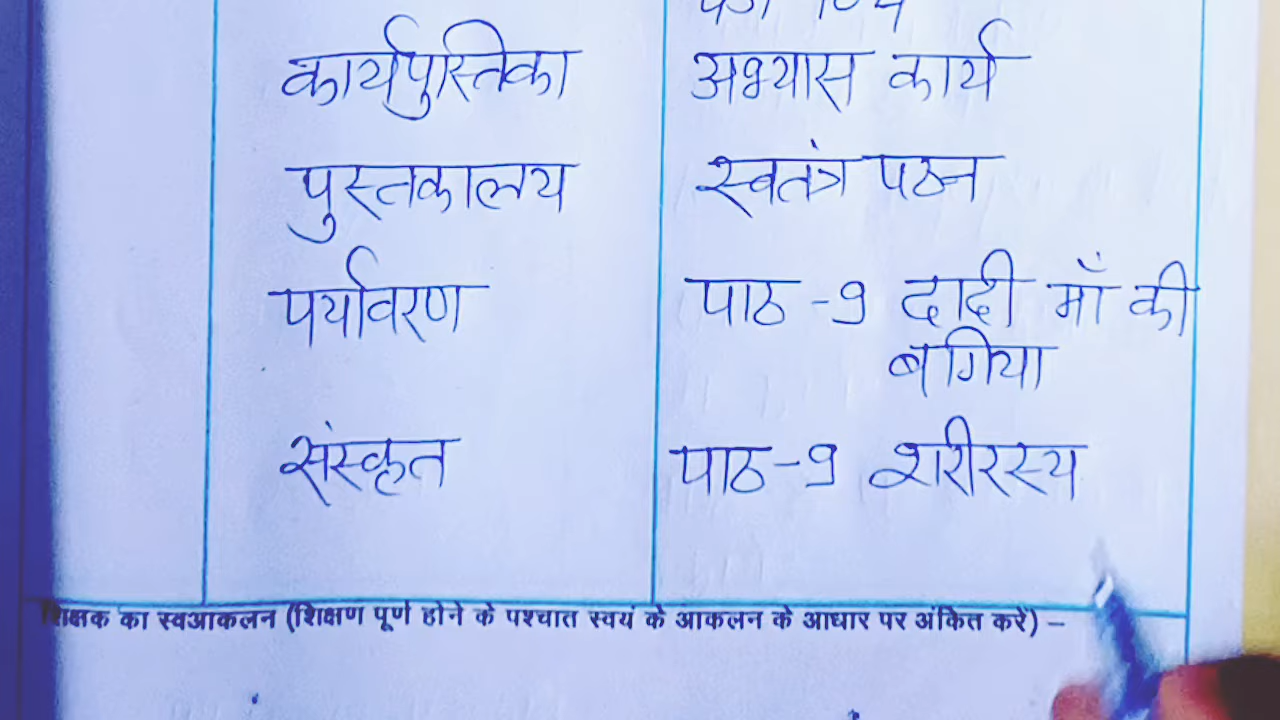 कार्यपुस्तिका अभ्यास कार्य
पुस्तकालय स्वतंत्र पठन
पर्यावरण पाठ -9 दादी माँ की
बगिया
संस्कृत पाठ-9 शरीरस्य
शिक्षक का स्वआकलन (शिक्षण पूर्ण होने के पश्चात स्वयं के आकलन के आधार पर अंकित करें) –